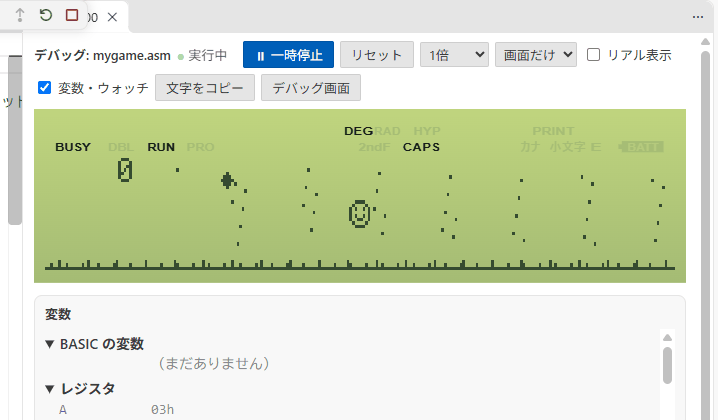 00 ×
…
デバッグ: mygame.asm 実行中 一時停止 リセット 1倍 画面だけ リアル表示
ット
変数・ウォッチ 文字をコピー デバッグ画面
DEG RAD HYP PRINT
BUSY DBL RUN PRO 2ndF CAPS カナ 小文字 E BATT
0
変数
BASIC の変数
(まだありません)
レジスタ
A 03h